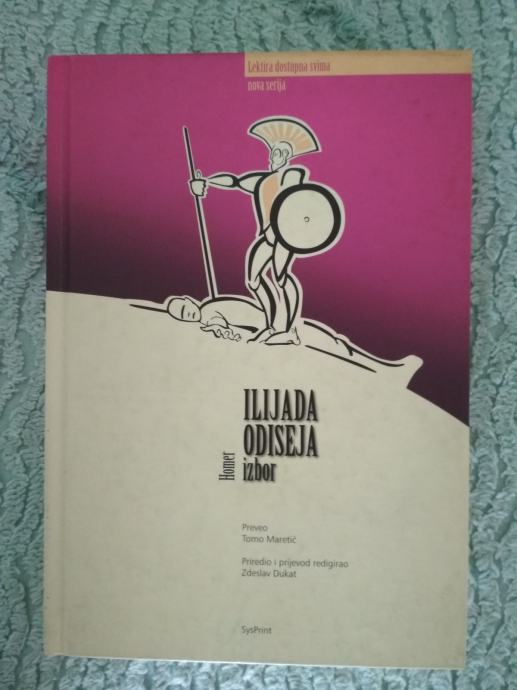 Lektira dostupna svima
nova serija
Homer
ILIJADA
ODISEJA
izbor
Preveo
Tomo Maretić
Priredio i prijevod redigirao
Zdeslav Dukat
SysPrint